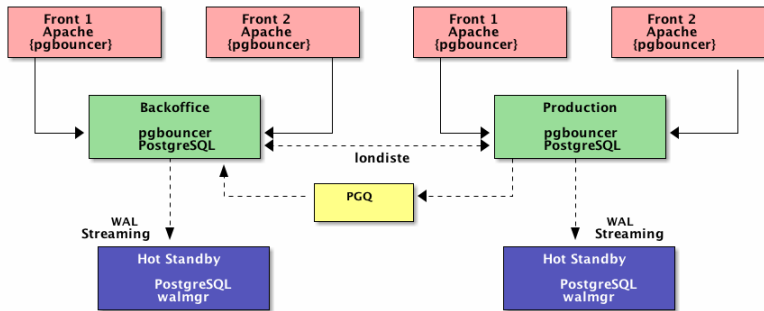 Front 1
Apache
{pgbouncer}
Front 2
Apache
{pgbouncer}
Front 1
Apache
{pgbouncer}
Front 2
Apache
{pgbouncer}
Backoffice
pgbouncer
PostgreSQL
Production
pgbouncer
PostgreSQL
londiste
PGQ
WAL
Streaming
WAL
Streaming
Hot Standby
PostgreSQL
walmgr
Hot Standby
PostgreSQL
walmgr